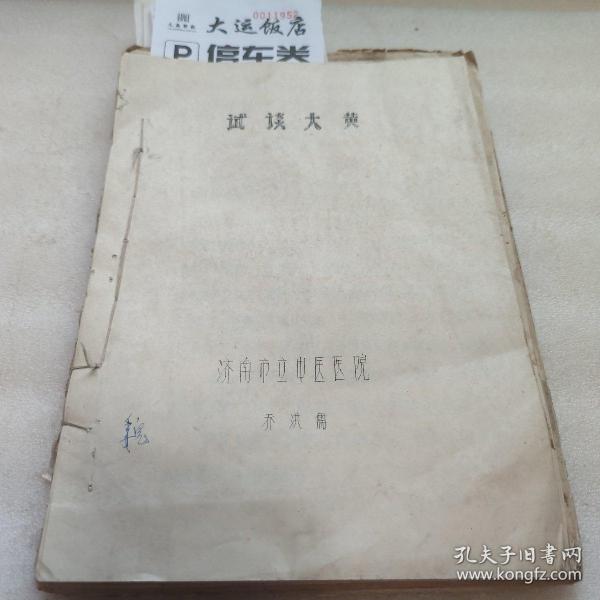 0011952
大运饭店
P 停车券
试谈大黄
济南市立中医医院
乔洪儒
孔夫子旧书网
www.kongfz.com